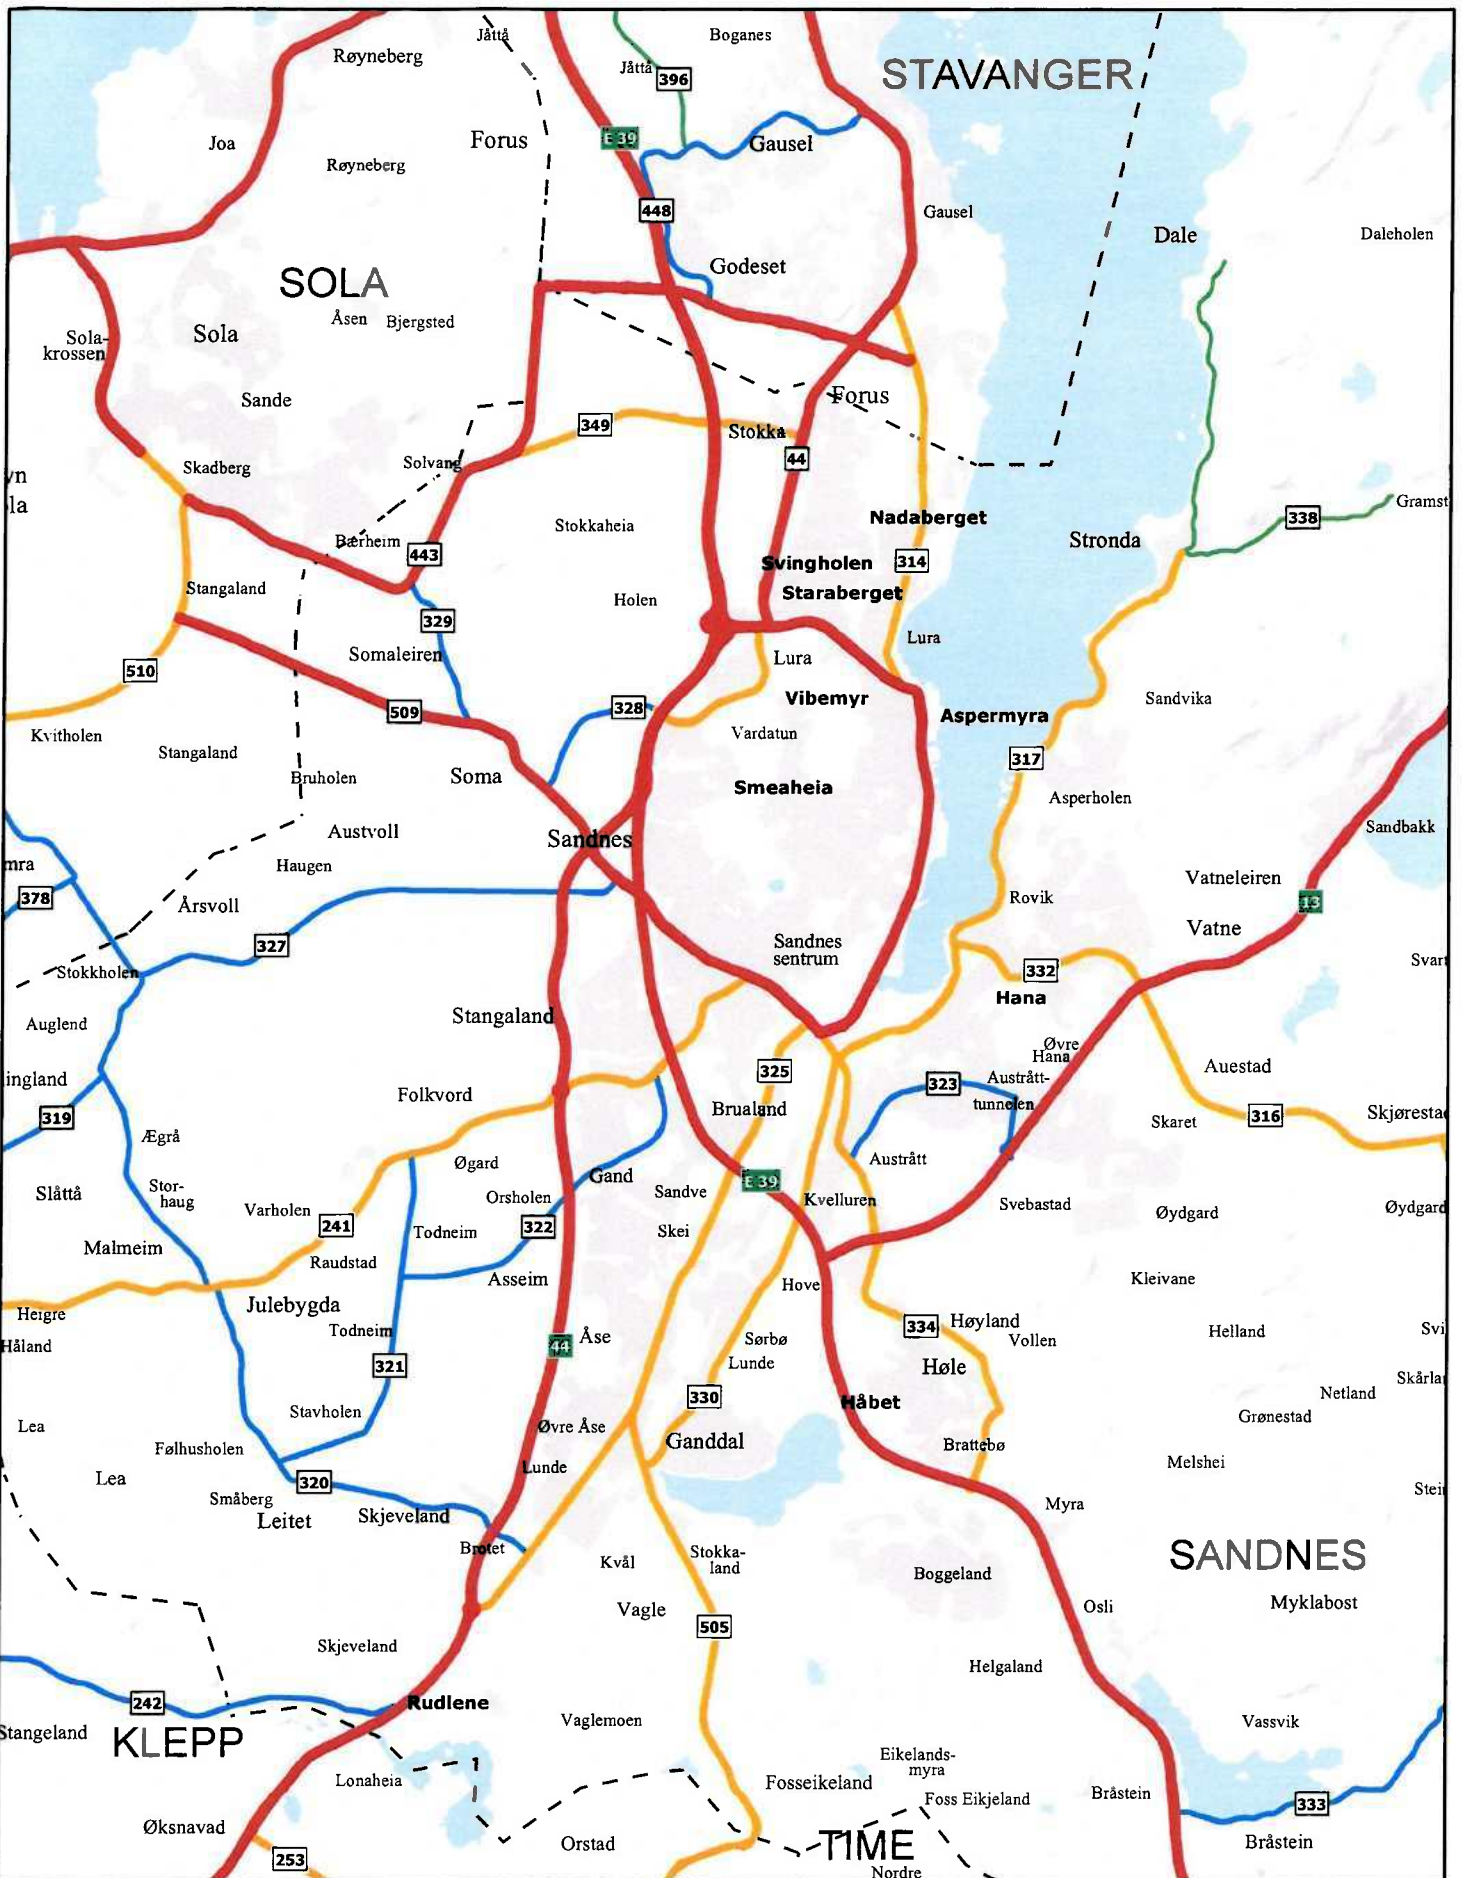 Jåttå
Boganes
Røyneberg
Jåttå
396
STAVANGER
Joa
Forus
E 39
Gausel
Røyneberg
448
Gausel
Dale
Daleholen
Godeset
SOLA
Åsen
Bjergsted
Sola-
krossen
Sola
Sande
Forus
349
Stokka
44
Skadberg
Solvang
Gramst
Nadaberget
338
Stokkaheia
Stronda
Bærheim
443
Svingholen
314
Stangaland
Staraberget
Holen
329
Lura
Somaleiren
Lura
510
Vibemyr
Sandvika
509
328
Aspermyra
Kvitholen
Vardatun
Stangaland
317
Bruholen
Soma
Smeaheia
Asperholen
Austvoll
Sandnes
Sandbakk
mra
Haugen
Vatneleiren
378
Årsvoll
Rovik
13
Vatne
327
Sandnes
sentrum
Stokkholen
332
Svart
Hana
Auglend
Stangaland
Øvre
Hana
ingland
325
Auestad
Folkvord
323
Austrått-
tunnelen
319
Brualand
316
Skjøresta
Skaret
Ægrå
Øgard
Austrått
Gand
E 39
Slåttå
Stor-
haug
Orsholen
Sandve
Kvelluren
Svebastad
Varholen
241
322
Øydgard
Øydgard
Todneim
Skei
Malmeim
Raudstad
Asseim
Hove
Kleivane
Heigre
Julebygda
Håland
Todneim
44
Åse
Sørbø
334
Høyland
Vollen
Helland
Svi
321
Lunde
Høle
Skårla
330
Håbet
Netland
Stavholen
Lea
Øvre Åse
Ganddal
Grønestad
Følhusholen
Brattebø
Lea
Lunde
Melshei
320
Småberg
Leitet
Skjeveland
Myra
Brøtet
Kvål
Stokka-
land
SANDNES
Boggeland
Vagle
Osli
Myklabost
505
Skjeveland
Helgaland
242
Rudlene
Stangeland
KLEPP
Vaglemoen
Vassvik
Eikelands-
myra
Lonaheia
Fosseikeland
Foss Eikjeland
Bråstein
333
Øksnavad
Orstad
TIME
Bråstein
253
Nordre